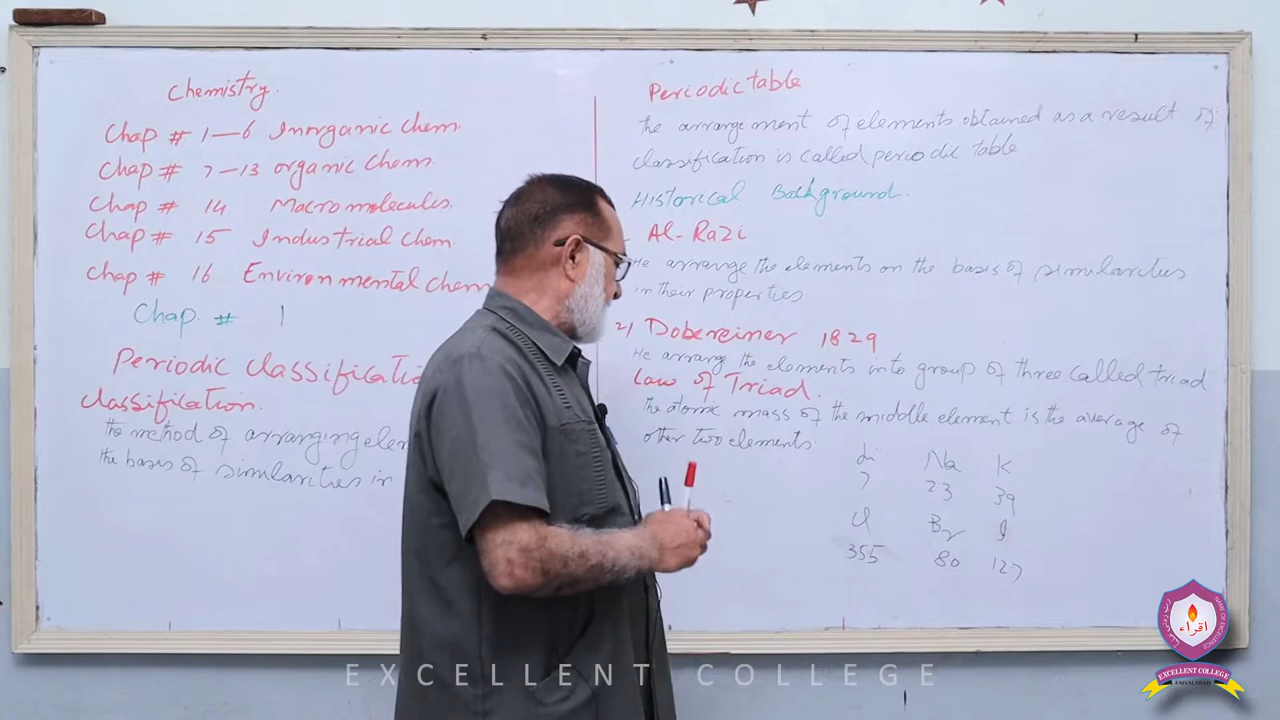 Chemistry.
Chap # 1-6 Inorganic Chem.
Chap # 7-13 organic Chem.
Chap # 14 Macromolecules.
Chap # 15 Industrial Chem.
Chap # 16 Environmental Chem
Chap. # 1
Periodic classificatio
classification.
the method of arranging elem
the basis of similarities in
Periodic table
the arrangement of elements obtained as a result of
classification is called periodic table
Historical Background.
Al-Razi
He arrange the elements on the basis of similarities
in their properties
2) Dobereiner 1829
He arrange the elements into group of three called triad
Law of Triad.
the atomic mass of the middle element is the average of
other two elements
Li Na K
7 23 39
Cl Br I
355 80 127
EXCELLENT COLLEGE
اقراء
EXCELLENT COLLEGE
FAISALABAD